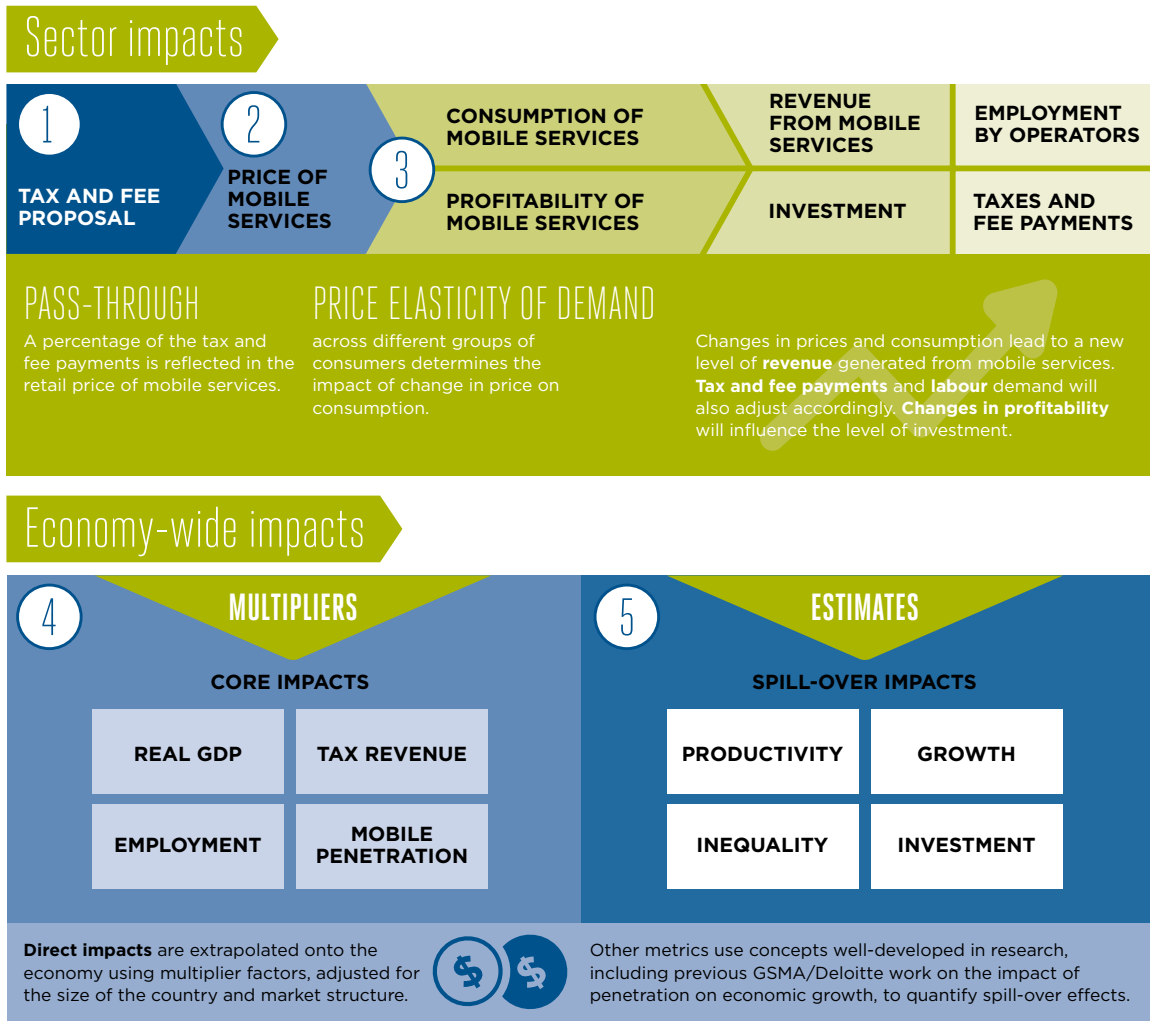 Sector impacts
1
TAX AND FEE
PROPOSAL
2
PRICE OF
MOBILE
SERVICES
3
CONSUMPTION OF
MOBILE SERVICES
PROFITABILITY OF
MOBILE SERVICES
REVENUE
FROM MOBILE
SERVICES
INVESTMENT
EMPLOYMENT
BY OPERATORS
TAXES AND
FEE PAYMENTS
PASS-THROUGH
A percentage of the tax and
fee payments is reflected in the
retail price of mobile services.
PRICE ELASTICITY OF DEMAND
across different groups of
consumers determines the
impact of change in price on
consumption.
Changes in prices and consumption lead to a new
level of revenue generated from mobile services.
Tax and fee payments and labour demand will
also adjust accordingly. Changes in profitability
will influence the level of investment.
Economy-wide impacts
4
MULTIPLIERS
CORE IMPACTS
REAL GDP
TAX REVENUE
EMPLOYMENT
MOBILE
PENETRATION
Direct impacts are extrapolated onto the
economy using multiplier factors, adjusted for
the size of the country and market structure.
$ $
5
ESTIMATES
SPILL-OVER IMPACTS
PRODUCTIVITY
GROWTH
INEQUALITY
INVESTMENT
Other metrics use concepts well-developed in research,
including previous GSMA/Deloitte work on the impact of
penetration on economic growth, to quantify spill-over effects.